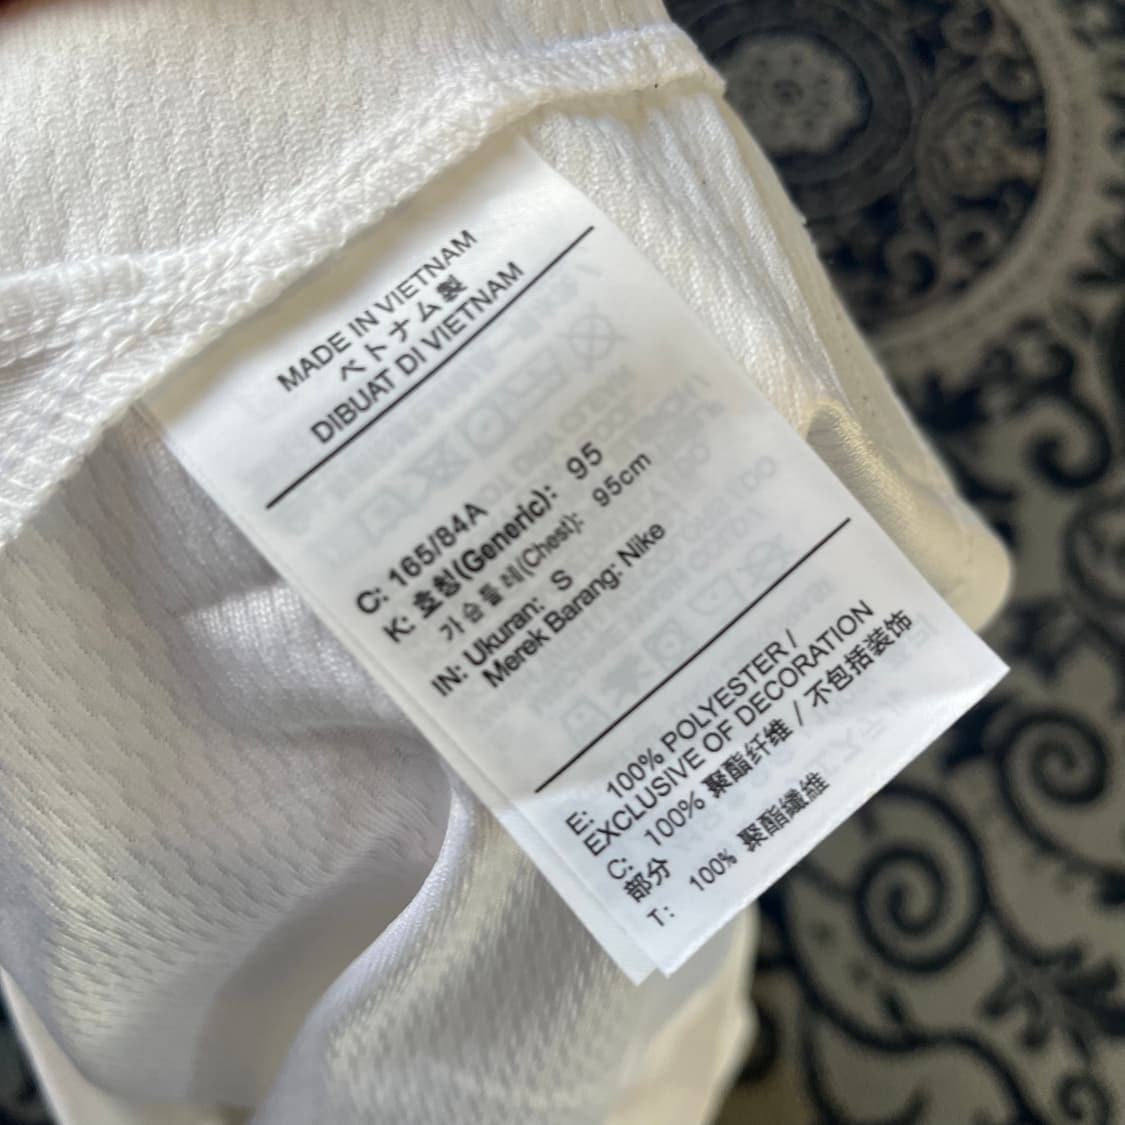 MADE IN VIETNAM
ベトナム製
DIBUAT DI VIETNAM
C: 165/84A
K: 호칭(Generic): 95
가슴둘레(Chest): 95cm
IN: Ukuran: S
Merek Barang: Nike
E: 100% POLYESTER /
EXCLUSIVE OF DECORATION
C: 100% 聚酯纤维 / 不包括装饰
部分
T: 100% 聚酯纖維